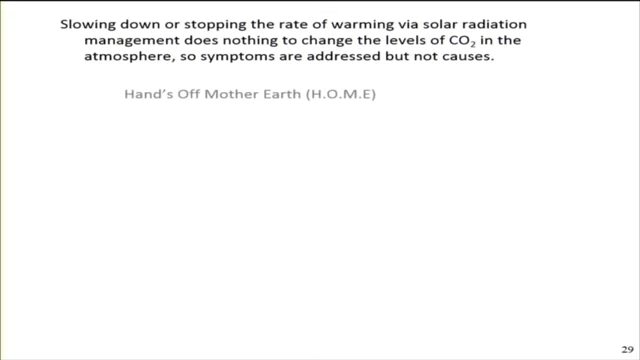 Slowing down or stopping the rate of warming via solar radiation
management does nothing to change the levels of CO₂ in the
atmosphere, so symptoms are addressed but not causes.
Hand's Off Mother Earth (H.O.M.E)
29